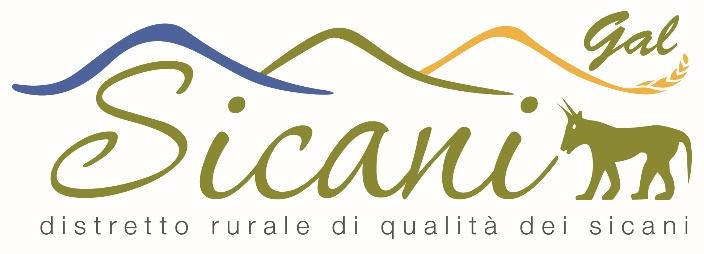 Gal
Sicani
distretto rurale di qualità dei sicani